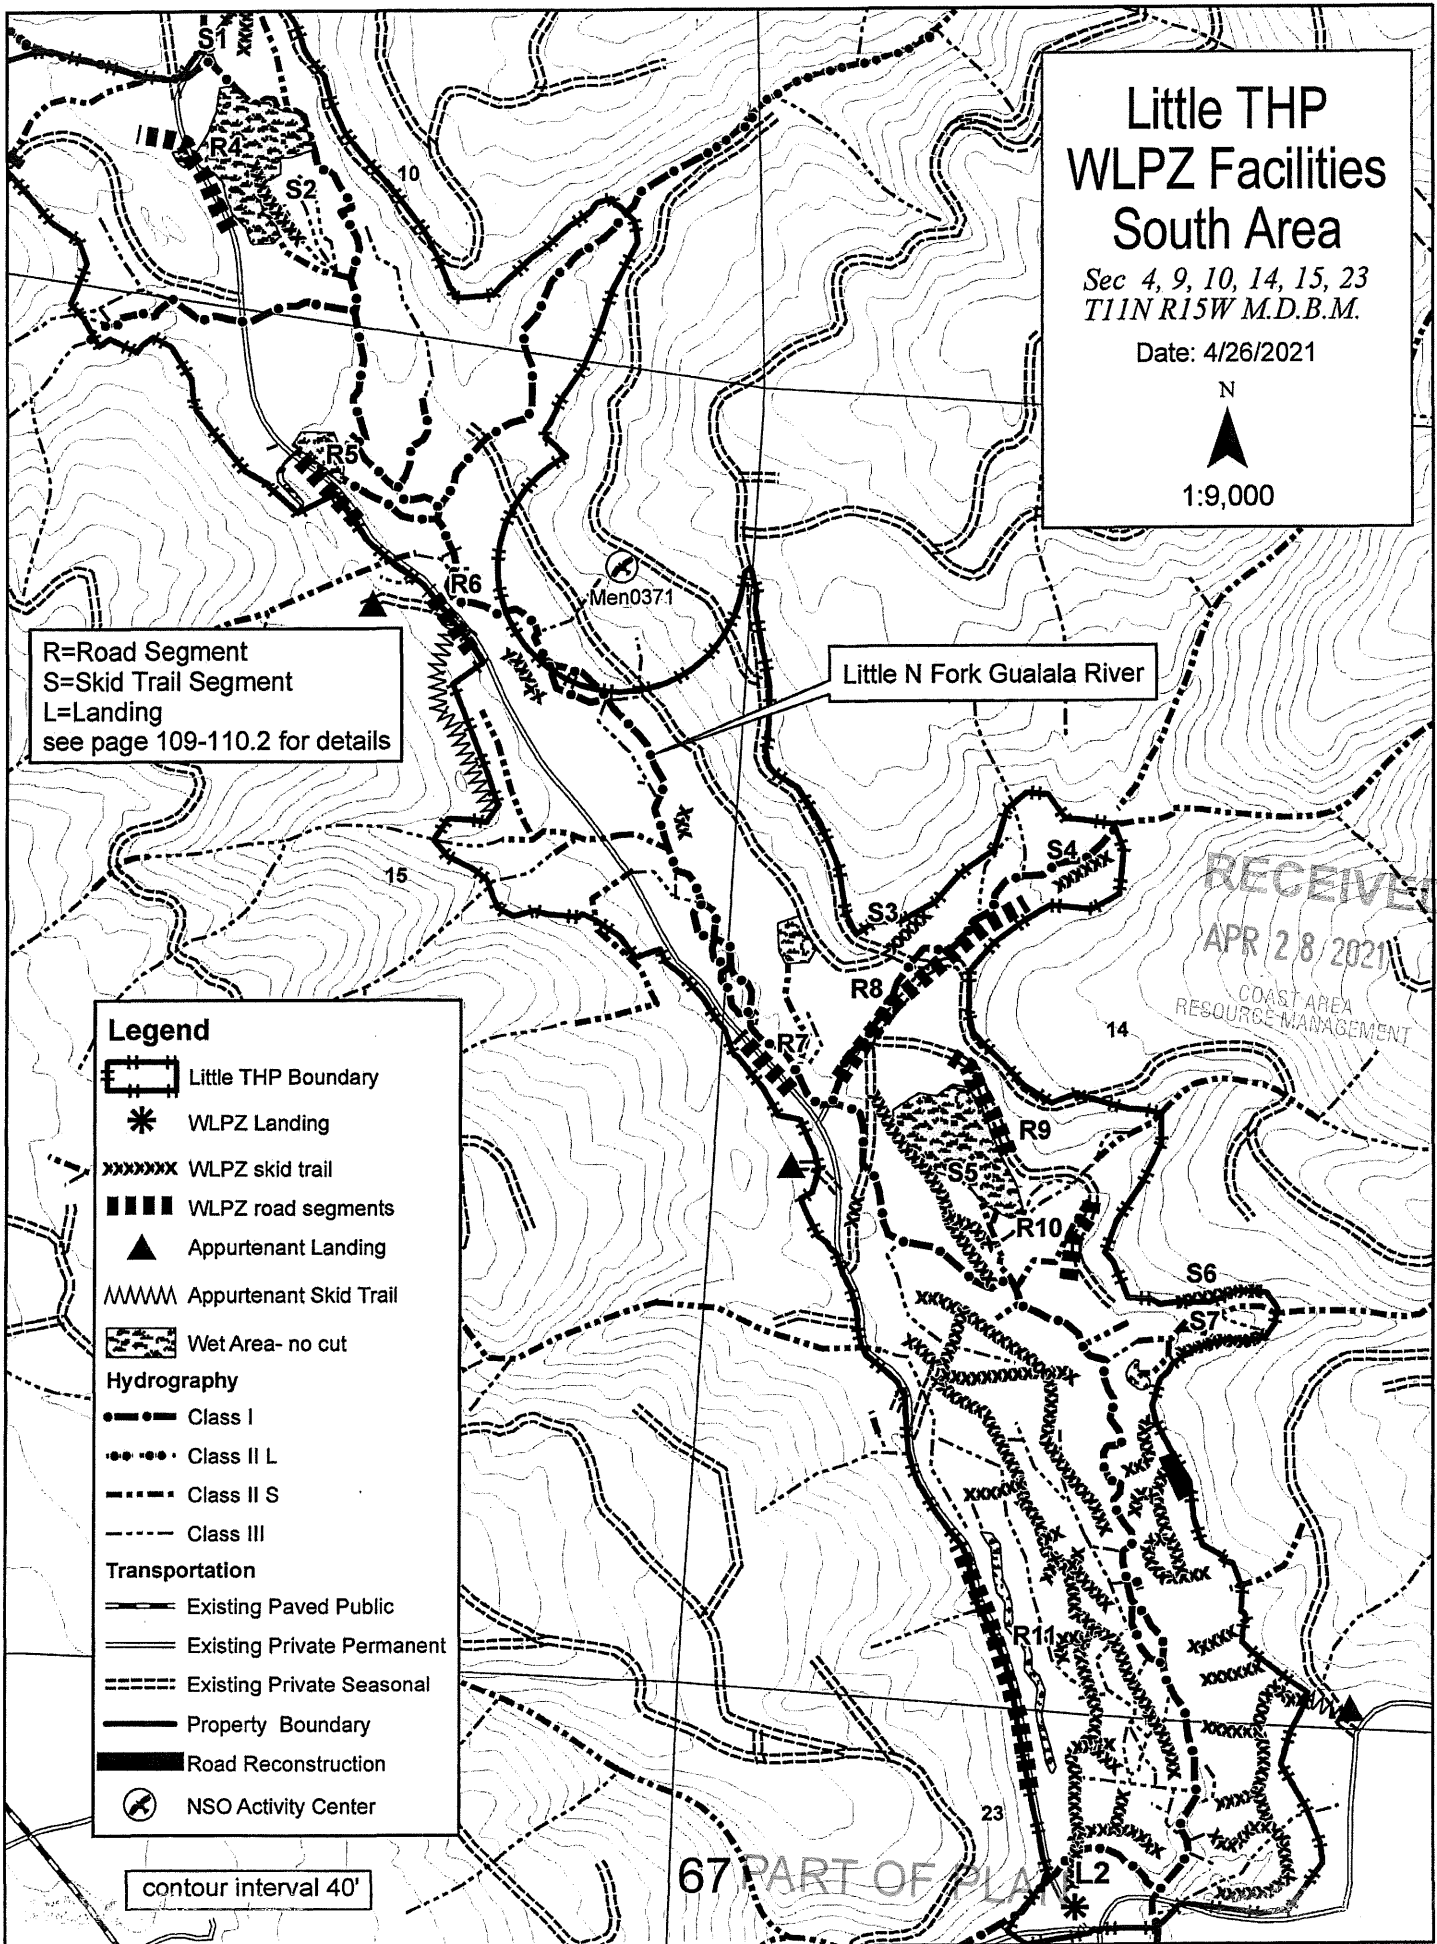 Little THP
WLPZ Facilities
South Area
Sec 4, 9, 10, 14, 15, 23
T11N R15W M.D.B.M.
Date: 4/26/2021
N
1:9,000
S1
R4
S2
10
R5
R6
Men0371
R=Road Segment
S=Skid Trail Segment
L=Landing
see page 109-110.2 for details
Little N Fork Gualala River
15
S4
S3
R8
RECEIVED
APR 28 2021
COAST AREA
RESOURCE MANAGEMENT
14
R7
R9
S5
R10
S6
S7
R11
23
L2
Legend
Little THP Boundary
WLPZ Landing
WLPZ skid trail
WLPZ road segments
Appurtenant Landing
Appurtenant Skid Trail
Wet Area- no cut
Hydrography
Class I
Class II L
Class II S
Class III
Transportation
Existing Paved Public
Existing Private Permanent
Existing Private Seasonal
Property Boundary
Road Reconstruction
NSO Activity Center
contour interval 40'
67 PART OF PLAN